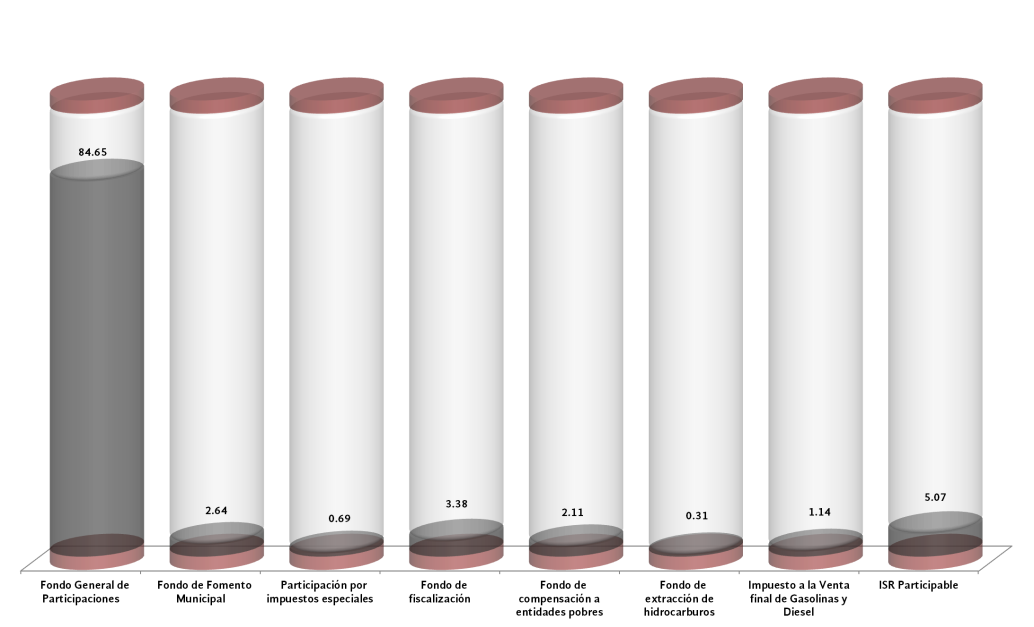 84.65
2.64
0.69
3.38
2.11
0.31
1.14
5.07
Fondo General de
Participaciones
Fondo de Fomento
Municipal
Participación por
impuestos especiales
Fondo de
fiscalización
Fondo de
compensación a
entidades pobres
Fondo de
extracción de
hidrocarburos
Impuesto a la Venta
final de Gasolinas y
Diesel
ISR Participable